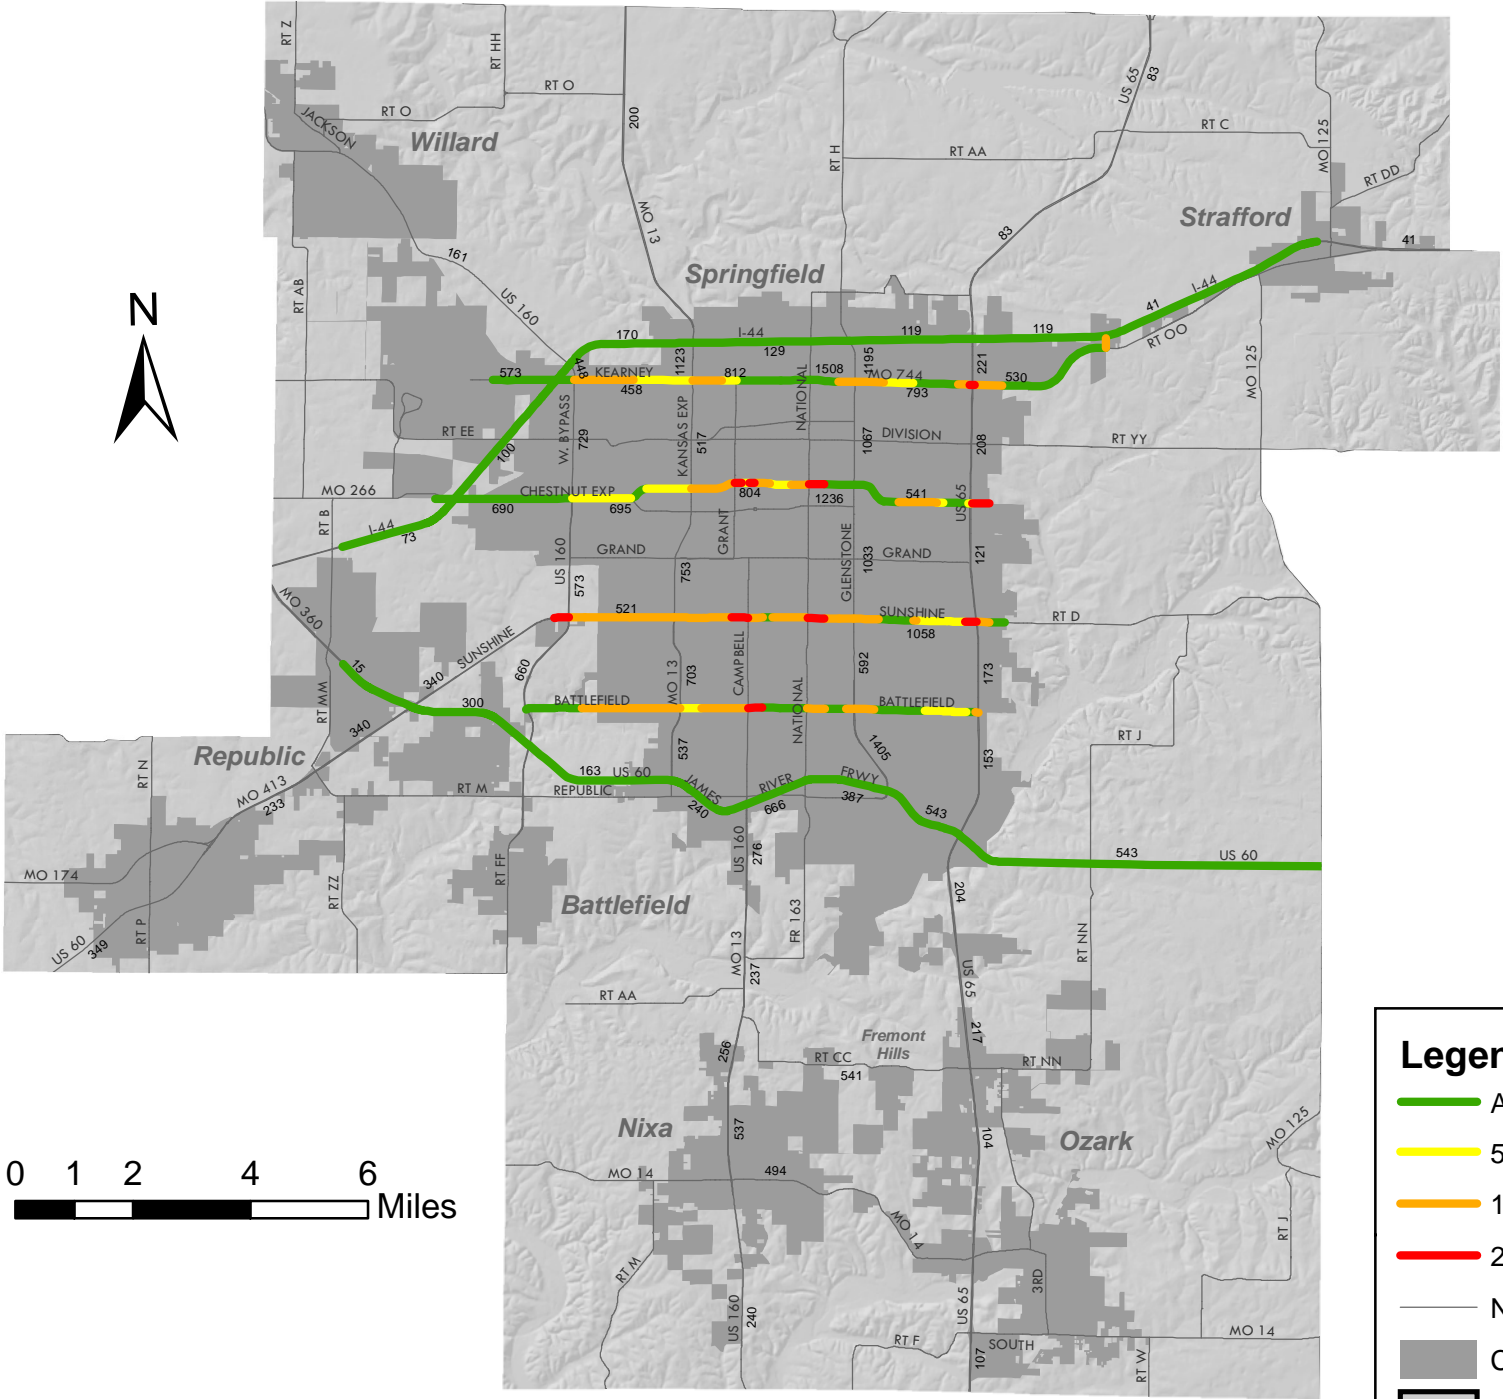 RT Z
RT HH
RT O
RT O
JACKSON
Willard
200
RT H
US 65
83
RT C
RT AA
MO 125
RT DD
MO 13
Strafford
83
41
161
US 160
RT AB
N
Springfield
I-44
41
RT OO
170
I-44
129
119
119
MO 125
573
448
KEARNEY
458
1123
812
1508
1195
MO 744
793
221
530
NATIONAL
W. BYPASS
729
KANSAS EXP
517
1067
DIVISION
208
RT EE
RT YY
100
MO 266
CHESTNUT EXP
690
695
804
1236
541
US 65
RT B
I-44
73
GRANT
GLENSTONE
US 160
GRAND
753
1033
GRAND
121
573
MO 360
521
SUNSHINE
1058
RT D
SUNSHINE
660
15
340
RT MM
300
340
MO 13
703
CAMPBELL
592
173
BATTLEFIELD
NATIONAL
BATTLEFIELD
RT J
537
1405
153
Republic
RT N
MO 413
233
RT M
163
US 60
REPUBLIC
JAMES
240
RIVER
666
FRWY
387
543
543
US 60
US 160
276
MO 174
RT P
RT ZZ
RT FF
Battlefield
204
US 60
349
FR 163
MO 13
237
US 65
RT NN
RT AA
217
Fremont
Hills
256
RT CC
541
RT NN
Legen
A
5
1
2
N
C
Nixa
537
104
Ozark
MO 125
0 1 2 4 6
Miles
MO 14
494
MO 14
RT J
RT M
3RD
US 160
240
US 65
RT F
SOUTH
MO 14
107
RT W